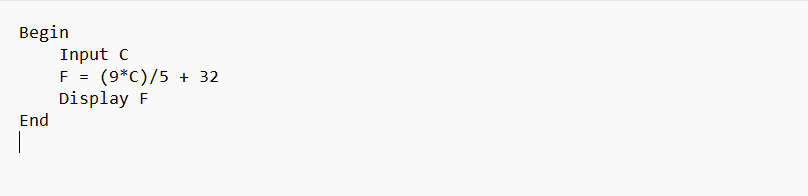 Begin
    Input C
    F = (9*C)/5 + 32
    Display F
End